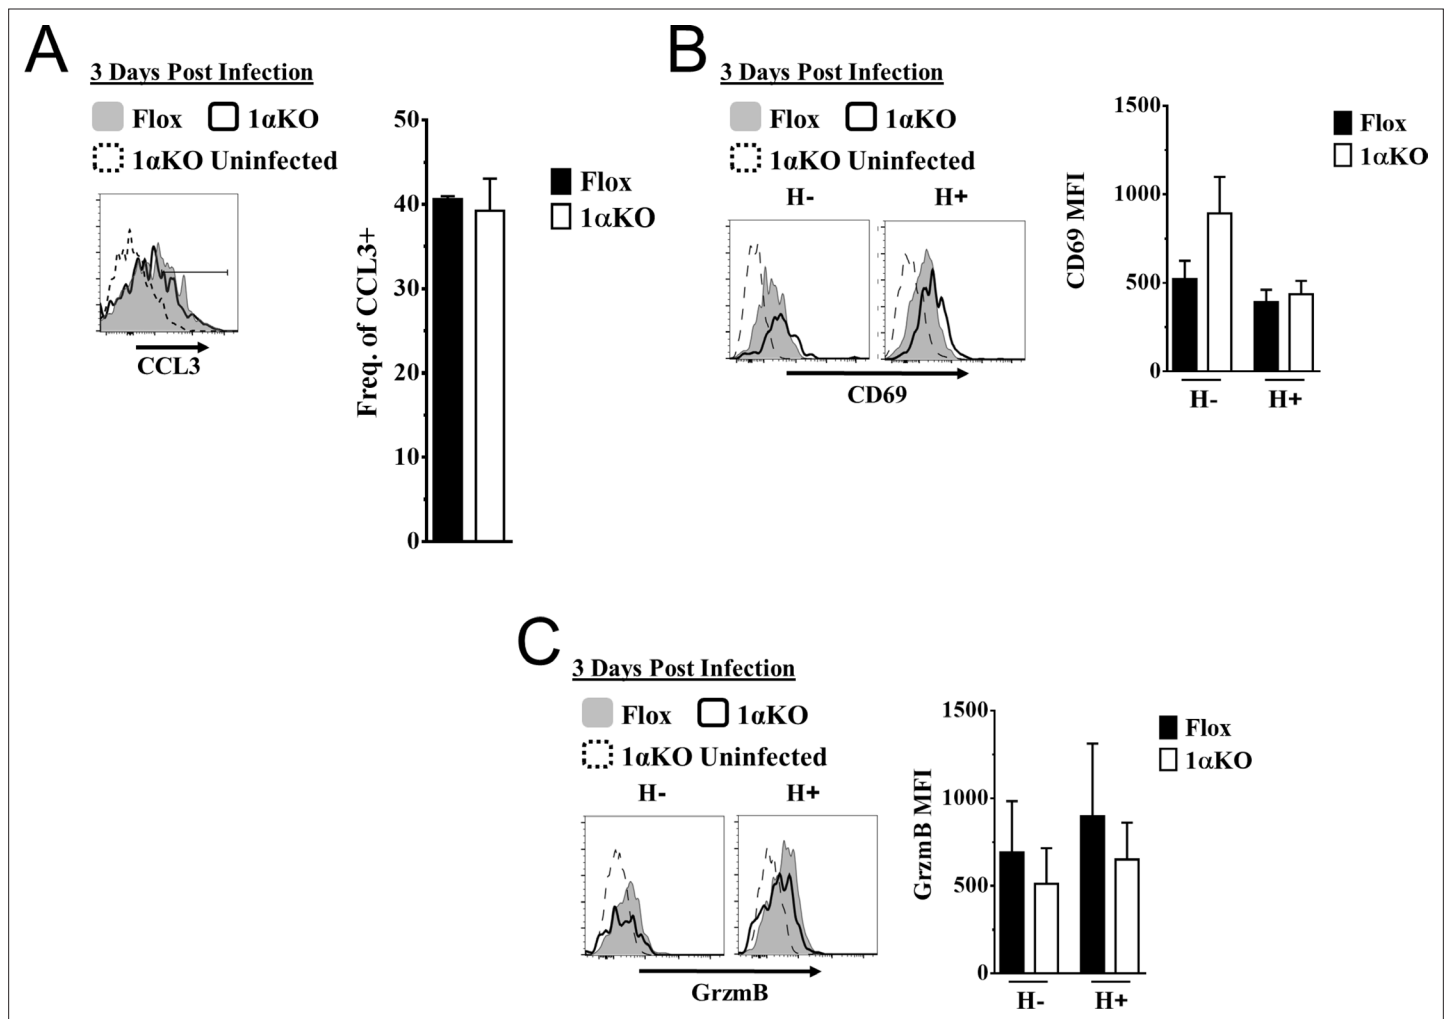 A
3 Days Post Infection
Flox 1αKO
1αKO Uninfected
CCL3
50
40
30
20
10
0
Freq. of CCL3+
Flox
1αKO
B
3 Days Post Infection
Flox 1αKO
1αKO Uninfected
H- H+
CD69
1500
1000
500
0
CD69 MFI
H- H+
Flox
1αKO
C
3 Days Post Infection
Flox 1αKO
1αKO Uninfected
H- H+
GrzmB
1500
1000
500
0
GrzmB MFI
H- H+
Flox
1αKO